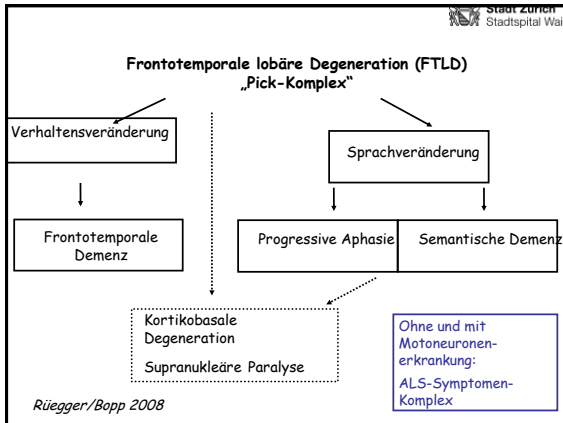 Stadt Zürich
Stadtspital Wai
Frontotemporale lobäre Degeneration (FTLD)
„Pick-Komplex“
Verhaltensveränderung
Sprachveränderung
Frontotemporale
Demenz
Progressive Aphasie
Semantische Demenz
Kortikobasale
Degeneration
Supranukleäre Paralyse
Ohne und mit
Motoneuronen-
erkrankung:
ALS-Symptomen-
Komplex
Rüegger/Bopp 2008